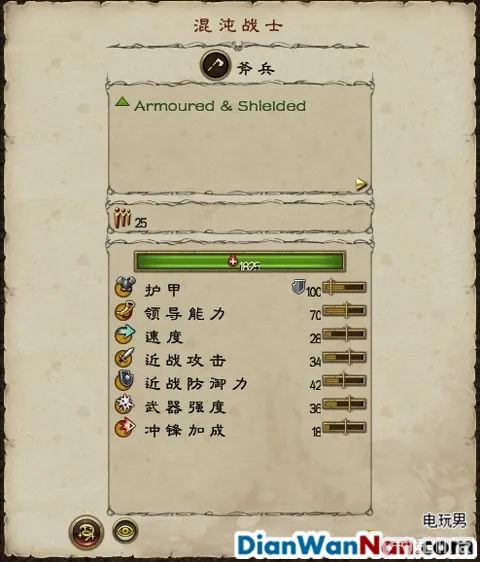 混沌战士
斧兵
Armoured & Shielded
25
1825
护甲 100
领导能力 70
速度 28
近战攻击 34
近战防御力 42
武器强度 36
冲锋加成 18
电玩男
DianWanNan.com